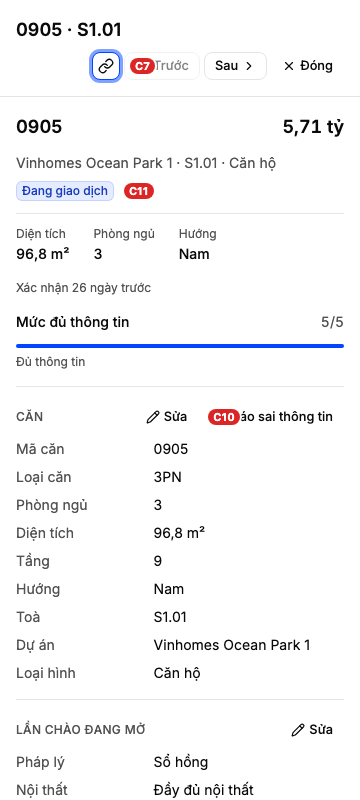 0905 · S1.01
C7 Trước
Sau
Đóng
0905
5,71 tỷ
Vinhomes Ocean Park 1 · S1.01 · Căn hộ
Đang giao dịch
C11
Diện tích Phòng ngủ Hướng
96,8 m² 3 Nam
Xác nhận 26 ngày trước
Mức đủ thông tin 5/5
Đủ thông tin
CĂN
Sửa
C10 áo sai thông tin
Mã căn 0905
Loại căn 3PN
Phòng ngủ 3
Diện tích 96,8 m²
Tầng 9
Hướng Nam
Toà S1.01
Dự án Vinhomes Ocean Park 1
Loại hình Căn hộ
LẦN CHÀO ĐANG MỞ
Sửa
Pháp lý Sổ hồng
Nội thất Đầy đủ nội thất